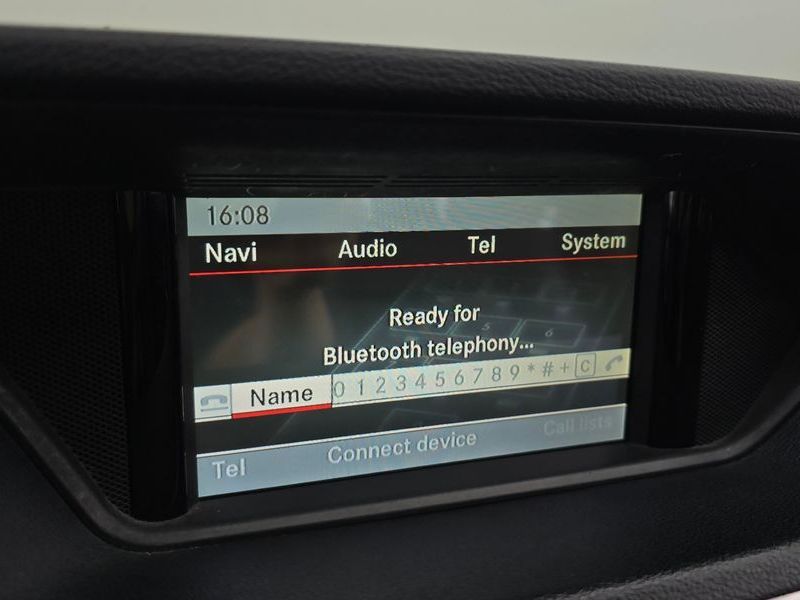 16:08
Navi Audio Tel System
Ready for
Bluetooth telephony...
Name 0 1 2 3 4 5 6 7 8 9 * # + C
Tel Connect device Call lists